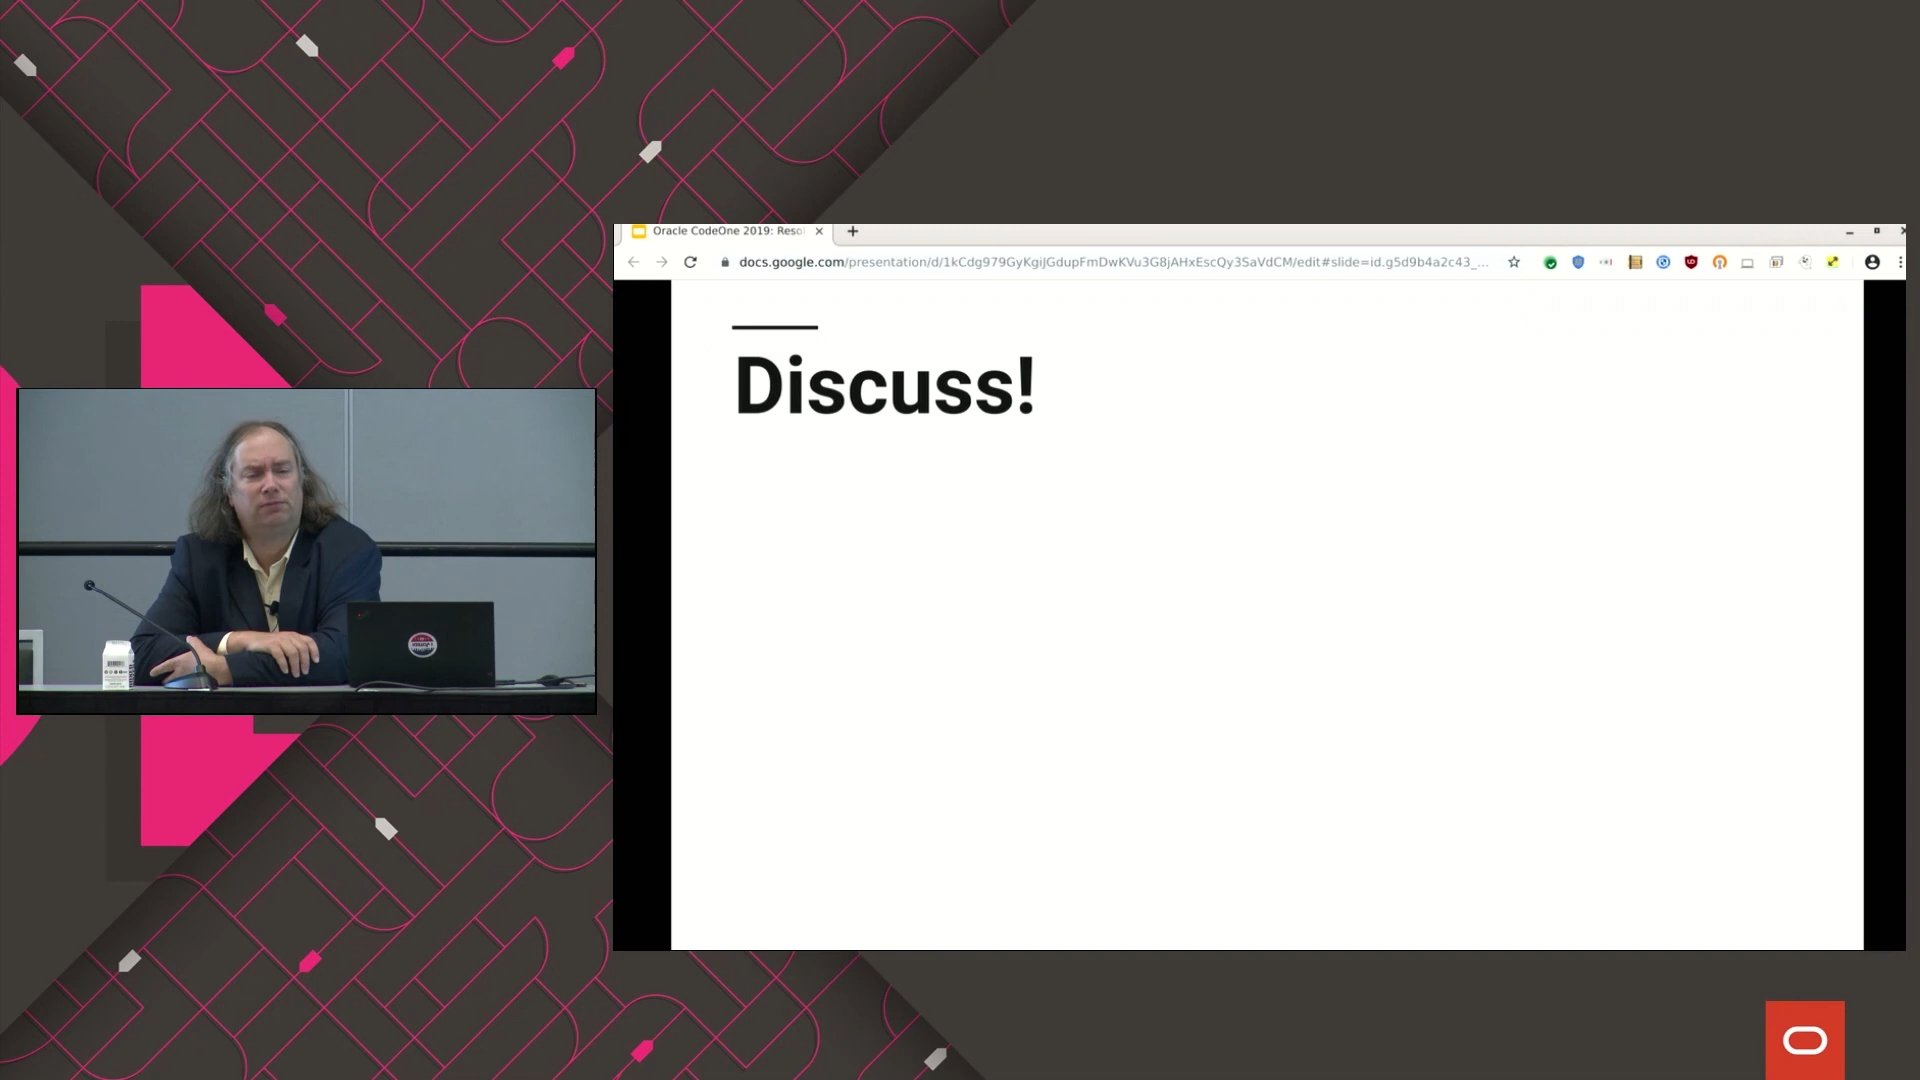 Oracle CodeOne 2019: Reso
docs.google.com/presentation/d/1kCdg979GyKgiJGdupFmDwKVu3G8jAHxEscQy3SaVdCM/edit#slide=id.g5d9b4a2c43_...
Discuss!